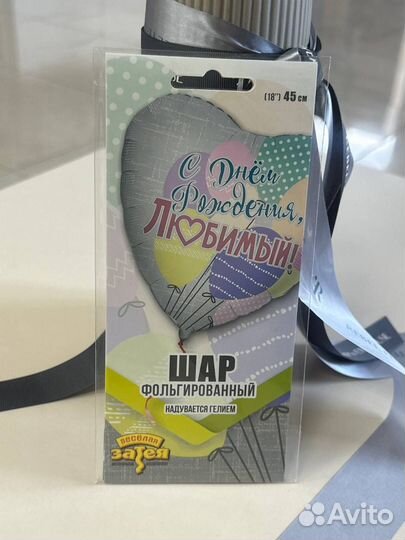 (18") 45 см
С Днём
Рождения,
Любимый!
ШАР
ФОЛЬГИРОВАННЫЙ
НАДУВАЕТСЯ ГЕЛИЕМ
весёлая
затея
Avito